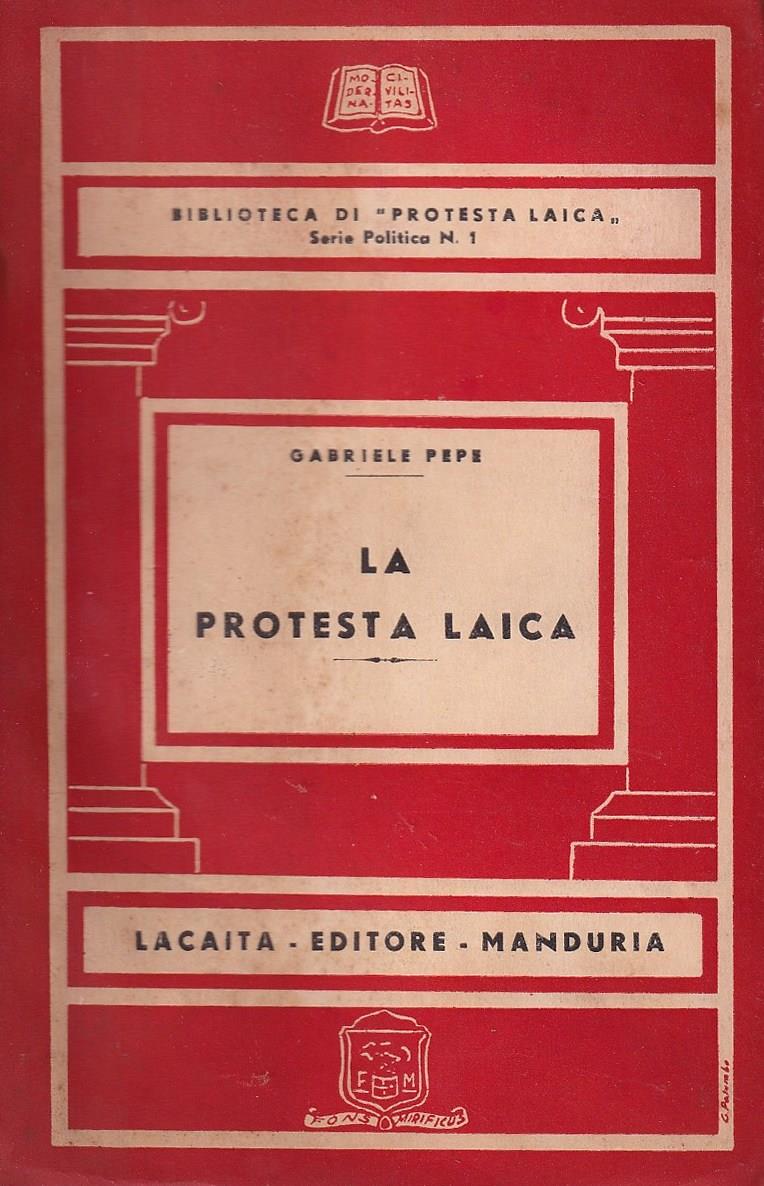 MO- CI-
DER. VILI-
NA- TAS
BIBLIOTECA DI "PROTESTA LAICA„
Serie Politica N. 1
GABRIELE PEPE
LA
PROTESTA LAICA
LACAITA - EDITORE - MANDURIA
F M
FONS MIRIFICUS
G. Palumbo